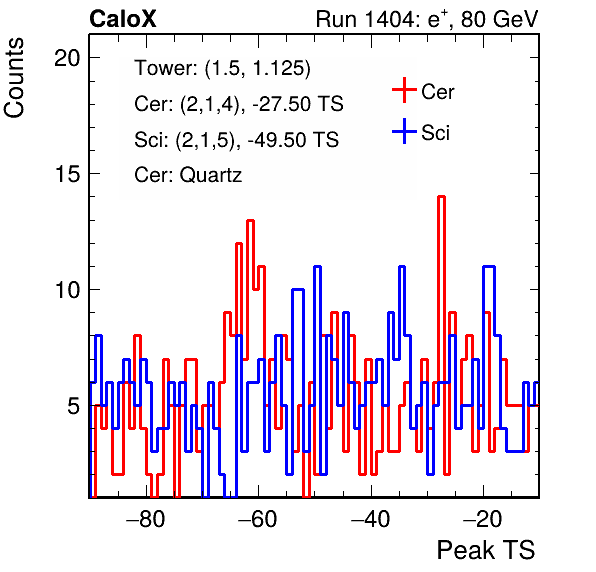 CaloX Run 1404: e⁺, 80 GeV
Counts
Tower: (1.5, 1.125)
Cer: (2,1,4), -27.50 TS
Sci: (2,1,5), -49.50 TS
Cer: Quartz
Cer
Sci
20
15
10
5
−80 −60 −40 −20
Peak TS